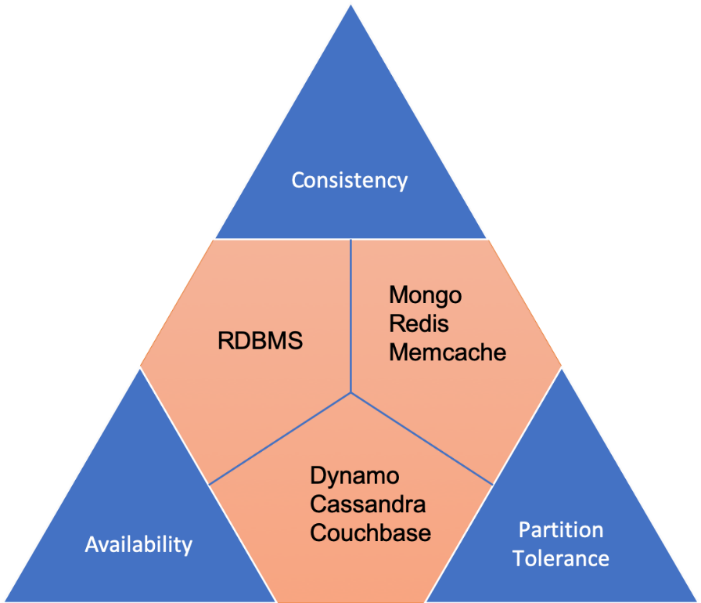 Consistency
RDBMS
Mongo
Redis
Memcache
Dynamo
Cassandra
Couchbase
Availability
Partition
Tolerance